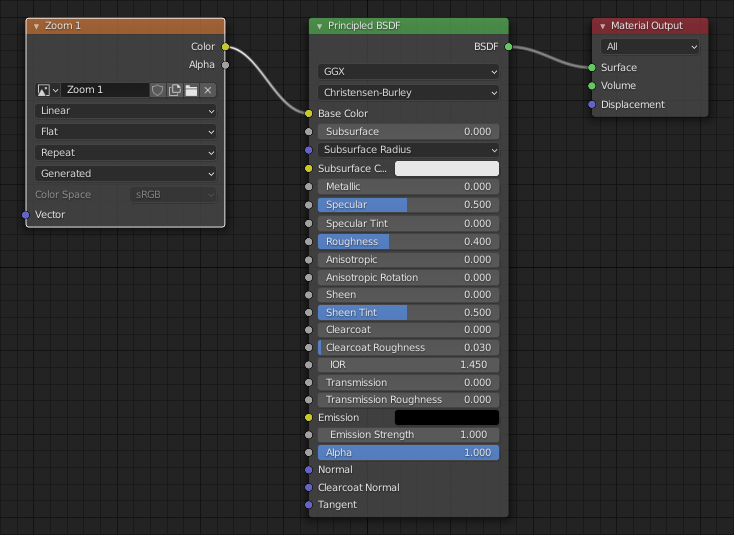 Zoom 1
Color
Alpha
Zoom 1
Linear
Flat
Repeat
Generated
Color Space sRGB
Vector
Principled BSDF
BSDF
GGX
Christensen-Burley
Base Color
Subsurface 0.000
Subsurface Radius
Subsurface C...
Metallic 0.000
Specular 0.500
Specular Tint 0.000
Roughness 0.400
Anisotropic 0.000
Anisotropic Rotation 0.000
Sheen 0.000
Sheen Tint 0.500
Clearcoat 0.000
Clearcoat Roughness 0.030
IOR 1.450
Transmission 0.000
Transmission Roughness 0.000
Emission
Emission Strength 1.000
Alpha 1.000
Normal
Clearcoat Normal
Tangent
Material Output
All
Surface
Volume
Displacement